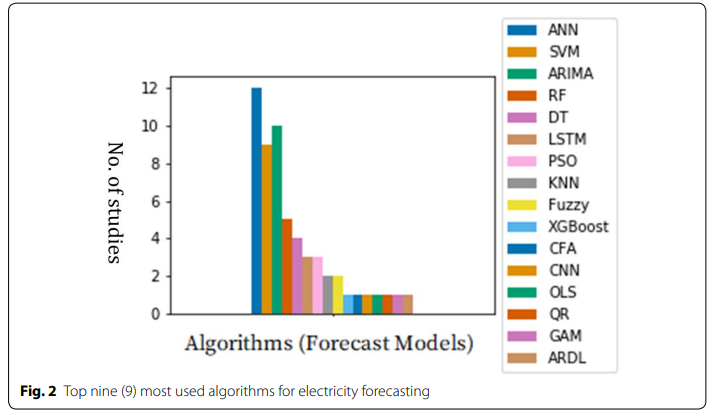 No. of studies
12
10
8
6
4
2
0
Algorithms (Forecast Models)
ANN
SVM
ARIMA
RF
DT
LSTM
PSO
KNN
Fuzzy
XGBoost
CFA
CNN
OLS
QR
GAM
ARDL
Fig. 2 Top nine (9) most used algorithms for electricity forecasting